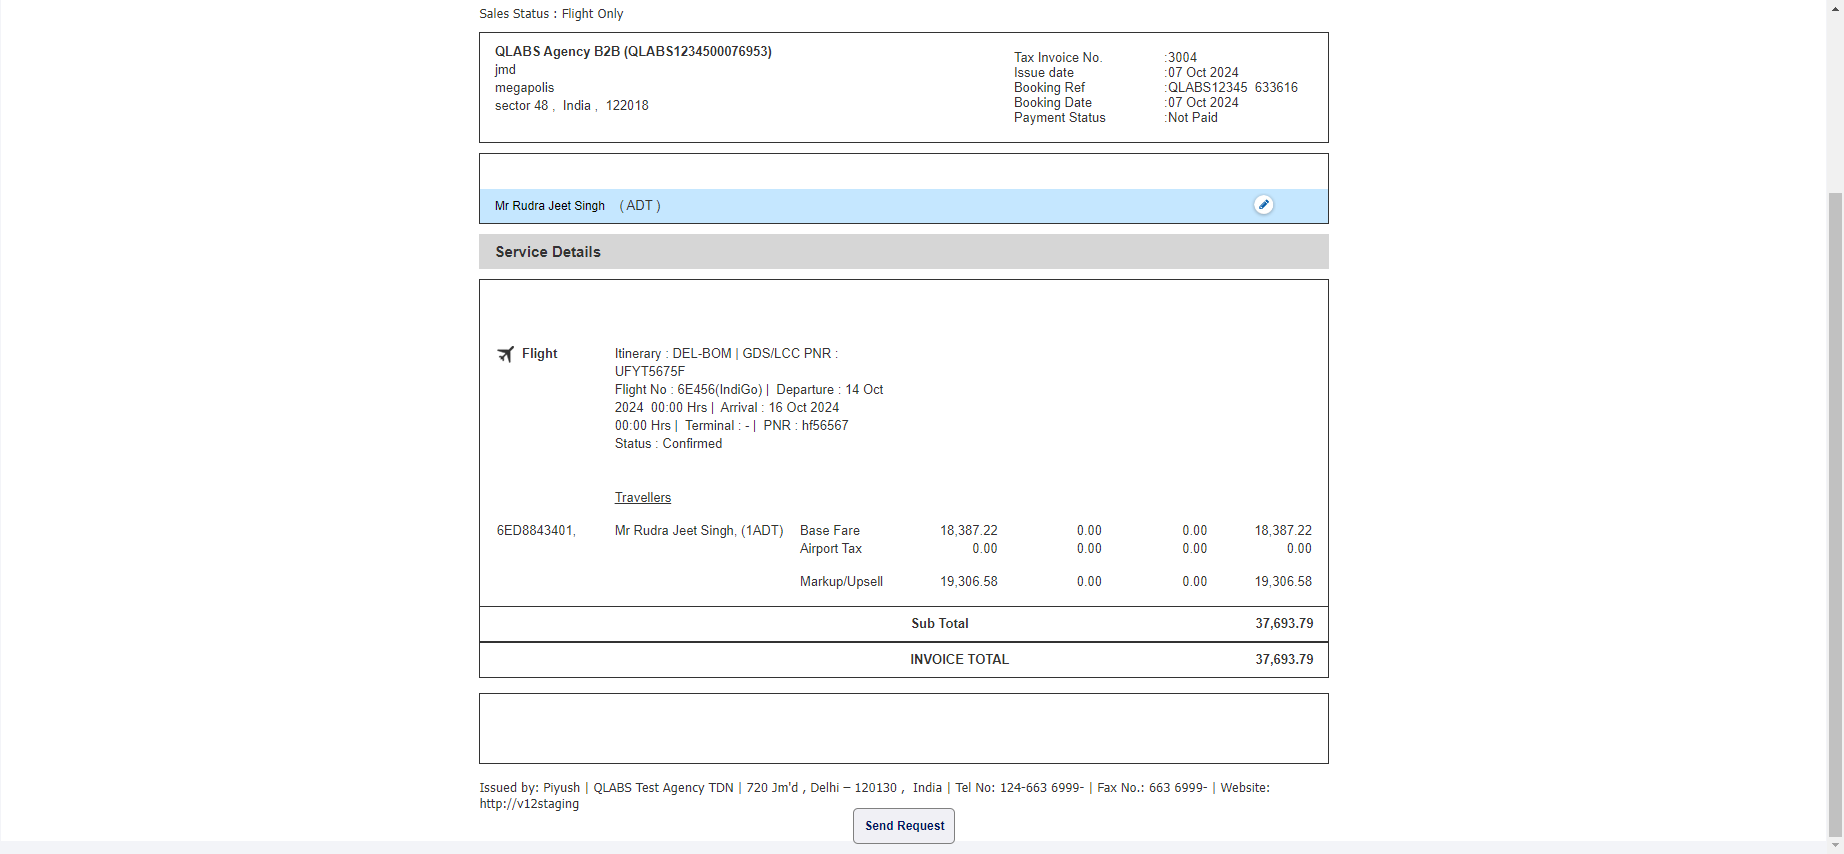 Sales Status : Flight Only
QLABS Agency B2B (QLABS1234500076953)
jmd
megapolis
sector 48 ,  India ,  122018
Tax Invoice No. :3004
Issue date :07 Oct 2024
Booking Ref :QLABS12345  633616
Booking Date :07 Oct 2024
Payment Status :Not Paid
Mr Rudra Jeet Singh ( ADT )
Service Details
Flight
Itinerary : DEL-BOM | GDS/LCC PNR :
UFYT5675F
Flight No : 6E456(IndiGo) |  Departure : 14 Oct
2024  00:00 Hrs |  Arrival : 16 Oct 2024
00:00 Hrs |  Terminal : - |  PNR : hf56567
Status : Confirmed
Travellers
6ED8843401, Mr Rudra Jeet Singh, (1ADT) Base Fare 18,387.22 0.00 0.00 18,387.22
Airport Tax 0.00 0.00 0.00 0.00
Markup/Upsell 19,306.58 0.00 0.00 19,306.58
Sub Total 37,693.79
INVOICE TOTAL 37,693.79
Issued by: Piyush | QLABS Test Agency TDN | 720 Jm'd , Delhi – 120130 ,  India | Tel No: 124-663 6999- | Fax No.: 663 6999- | Website:
http://v12staging
Send Request